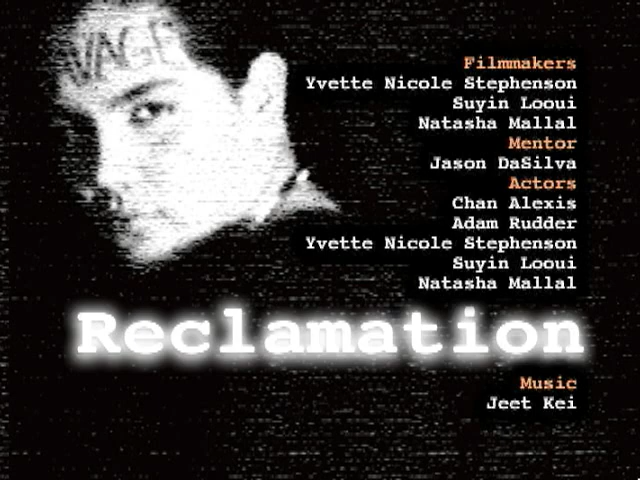 Filmmakers
Yvette Nicole Stephenson
Suyin Looui
Natasha Mallal
Mentor
Jason DaSilva
Actors
Chan Alexis
Adam Rudder
Yvette Nicole Stephenson
Suyin Looui
Natasha Mallal
Reclamation
Music
Jeet Kei